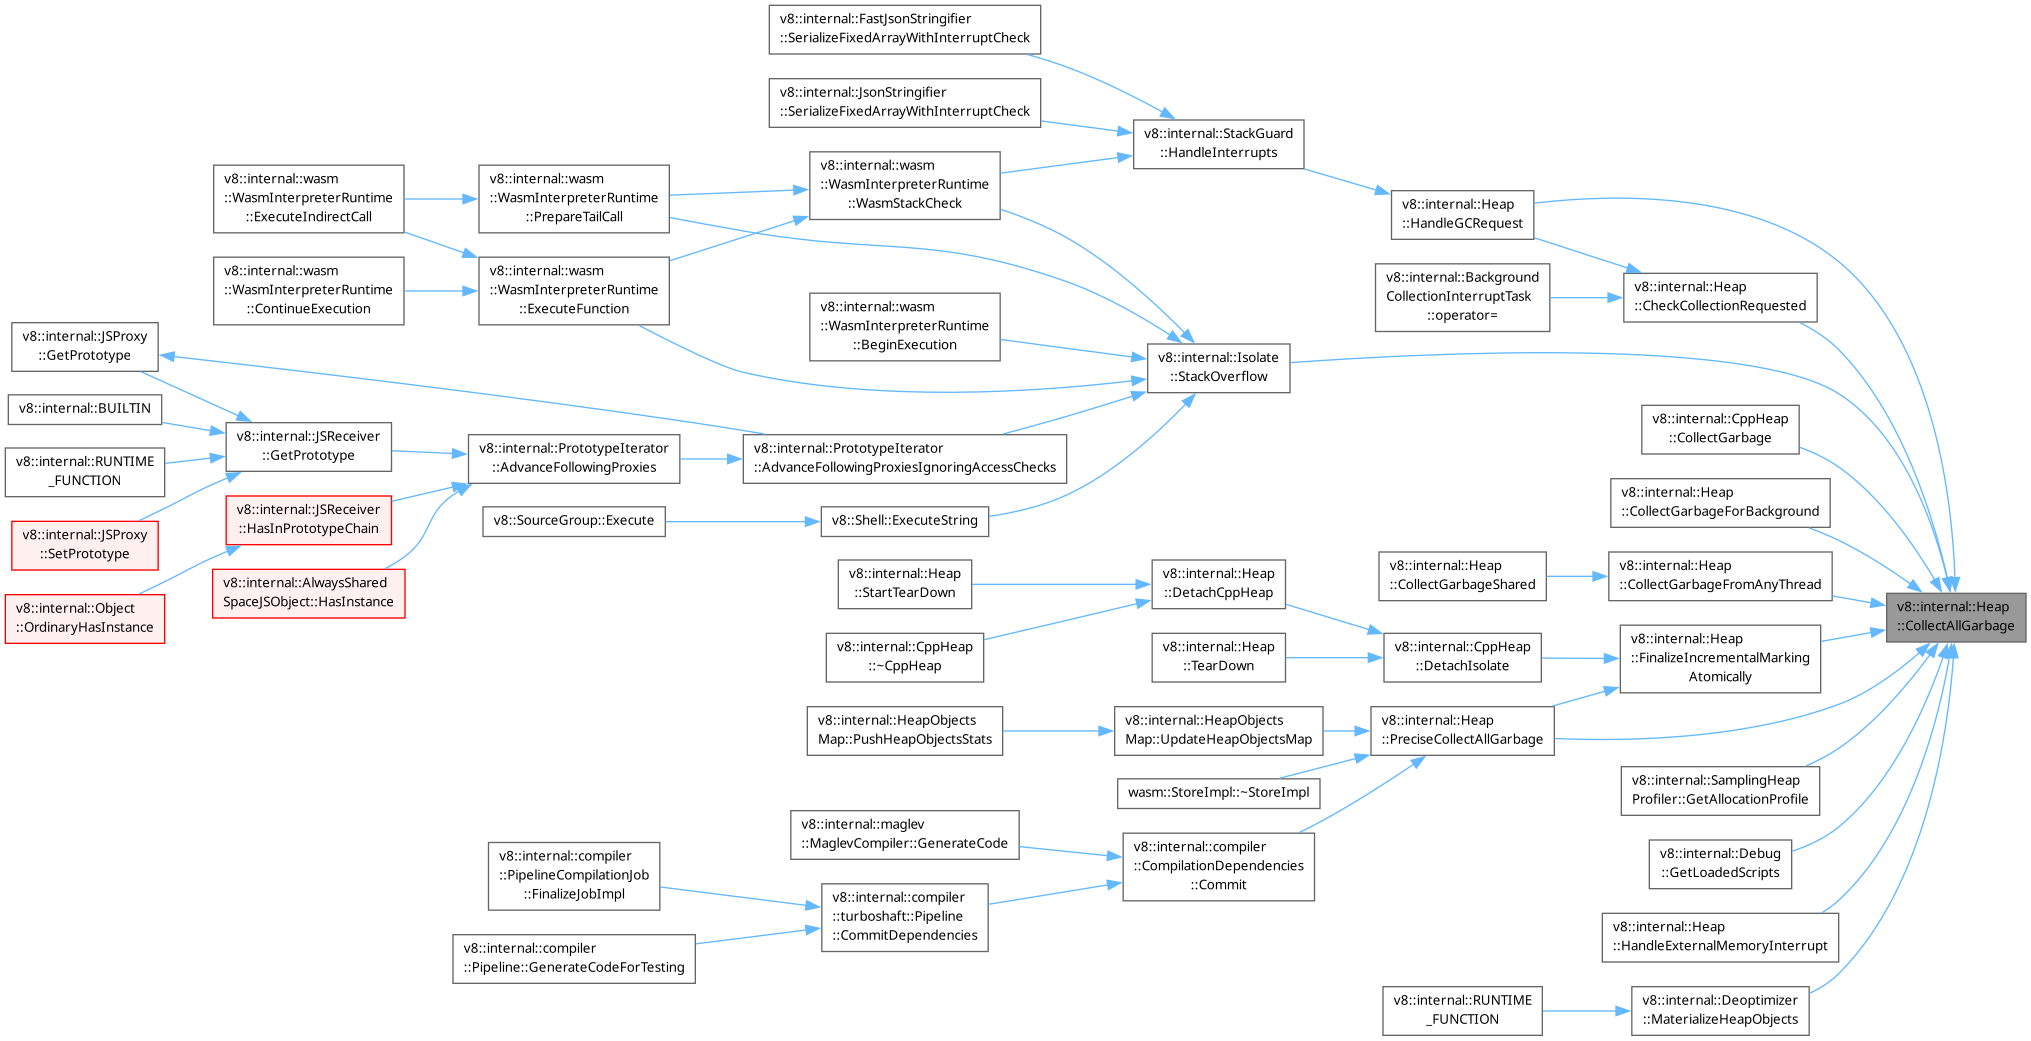 v8::internal::FastJsonStringifier
::SerializeFixedArrayWithInterruptCheck
v8::internal::JsonStringifier
::SerializeFixedArrayWithInterruptCheck
v8::internal::StackGuard
::HandleInterrupts
v8::internal::wasm
::WasmInterpreterRuntime
::ExecuteIndirectCall
v8::internal::wasm
::WasmInterpreterRuntime
::PrepareTailCall
v8::internal::wasm
::WasmInterpreterRuntime
::WasmStackCheck
v8::internal::Heap
::HandleGCRequest
v8::internal::wasm
::WasmInterpreterRuntime
::ContinueExecution
v8::internal::wasm
::WasmInterpreterRuntime
::ExecuteFunction
v8::internal::Background
CollectionInterruptTask
::operator=
v8::internal::Heap
::CheckCollectionRequested
v8::internal::wasm
::WasmInterpreterRuntime
::BeginExecution
v8::internal::JSProxy
::GetPrototype
v8::internal::Isolate
::StackOverflow
v8::internal::BUILTIN
v8::internal::JSReceiver
::GetPrototype
v8::internal::CppHeap
::CollectGarbage
v8::internal::RUNTIME
_FUNCTION
v8::internal::PrototypeIterator
::AdvanceFollowingProxies
v8::internal::PrototypeIterator
::AdvanceFollowingProxiesIgnoringAccessChecks
v8::internal::Heap
::CollectGarbageForBackground
v8::internal::JSReceiver
::HasInPrototypeChain
v8::SourceGroup::Execute
v8::Shell::ExecuteString
v8::internal::JSProxy
::SetPrototype
v8::internal::AlwaysShared
SpaceJSObject::HasInstance
v8::internal::Heap
::StartTearDown
v8::internal::Heap
::DetachCppHeap
v8::internal::Heap
::CollectGarbageShared
v8::internal::Heap
::CollectGarbageFromAnyThread
v8::internal::Object
::OrdinaryHasInstance
v8::internal::Heap
::CollectAllGarbage
v8::internal::CppHeap
::~CppHeap
v8::internal::Heap
::TearDown
v8::internal::CppHeap
::DetachIsolate
v8::internal::Heap
::FinalizeIncrementalMarking
Atomically
v8::internal::HeapObjects
Map::PushHeapObjectsStats
v8::internal::HeapObjects
Map::UpdateHeapObjectsMap
v8::internal::Heap
::PreciseCollectAllGarbage
wasm::StoreImpl::~StoreImpl
v8::internal::SamplingHeap
Profiler::GetAllocationProfile
v8::internal::maglev
::MaglevCompiler::GenerateCode
v8::internal::compiler
::CompilationDependencies
::Commit
v8::internal::Debug
::GetLoadedScripts
v8::internal::compiler
::PipelineCompilationJob
::FinalizeJobImpl
v8::internal::compiler
::turboshaft::Pipeline
::CommitDependencies
v8::internal::Heap
::HandleExternalMemoryInterrupt
v8::internal::compiler
::Pipeline::GenerateCodeForTesting
v8::internal::RUNTIME
_FUNCTION
v8::internal::Deoptimizer
::MaterializeHeapObjects